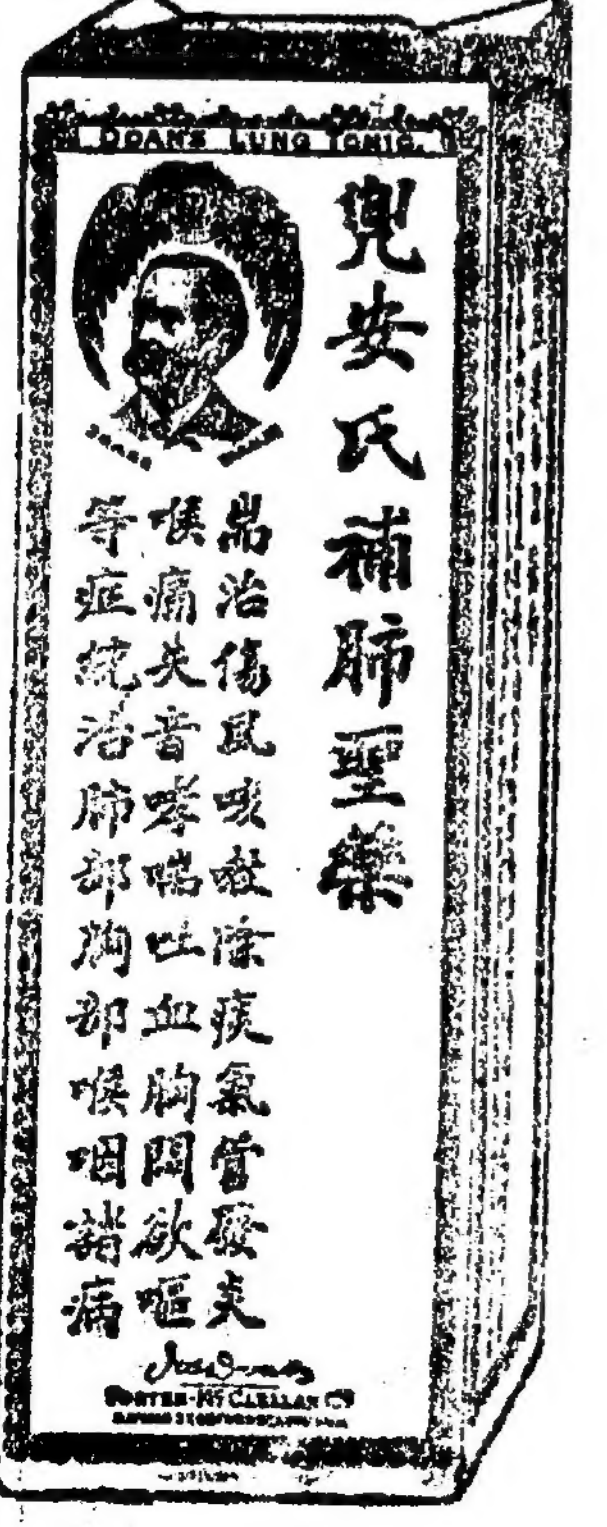 DOAN'S LUNG TONIC.
兜安氏補肺聖藥
耑治傷風咳嗽除痰氣管發炎
喉痛失音哮喘吐血胸悶欲嘔
等症統治肺部胸部喉咽諸病
FOSTER-McCLELLAN Co